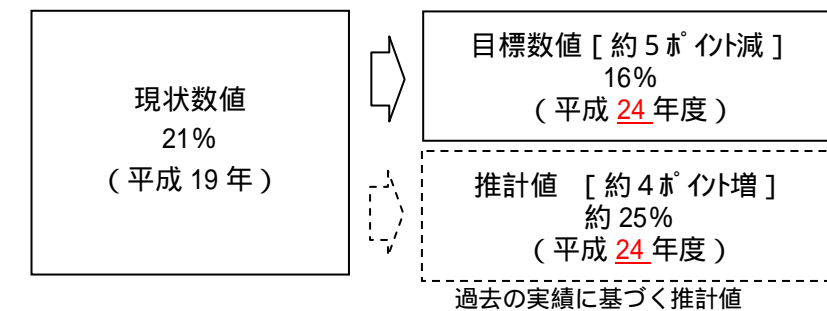 現状数値
21%
（平成 19 年）
目標数値［約５ﾎﾟｲﾝﾄ減］
16%
（平成 24 年度）
推計値　［約４ﾎﾟｲﾝﾄ増］
約 25%
（平成 24 年度）
過去の実績に基づく推計値